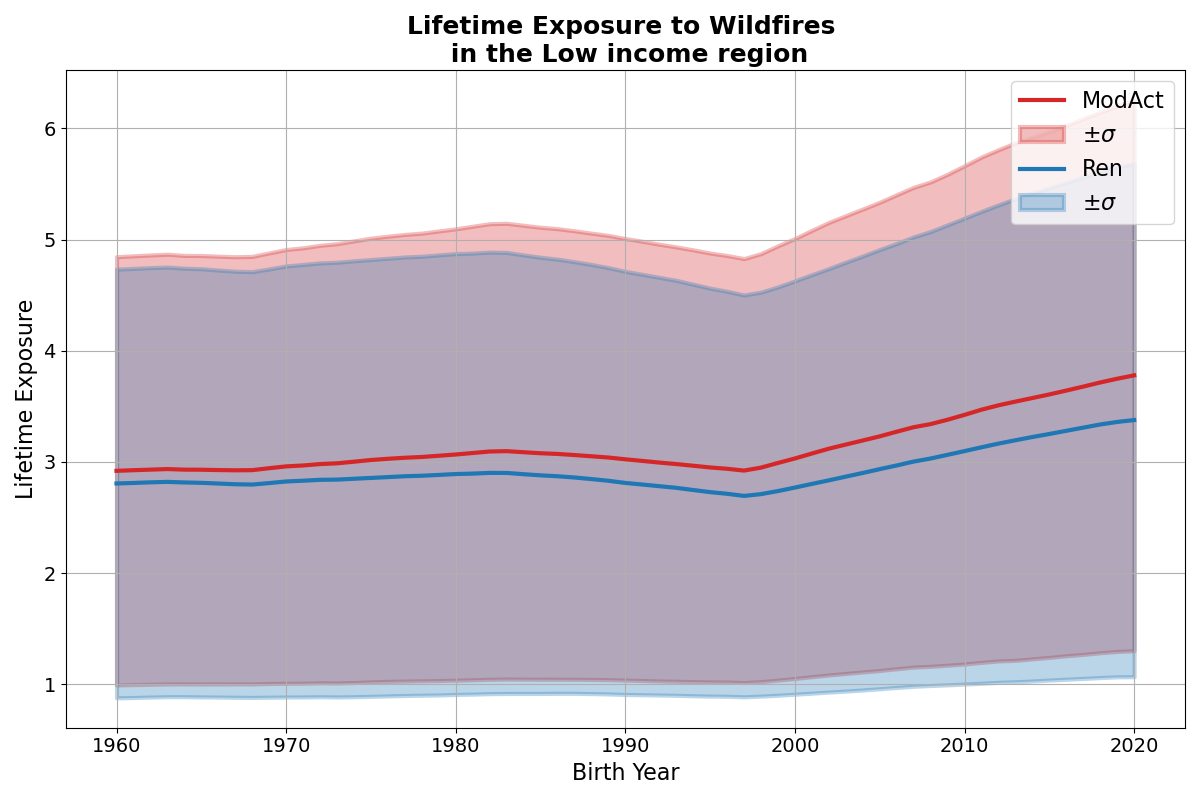 Lifetime Exposure to Wildfires
in the Low income region
ModAct
±σ
Ren
±σ
Lifetime Exposure
6
5
4
3
2
1
1960 1970 1980 1990 2000 2010 2020
Birth Year